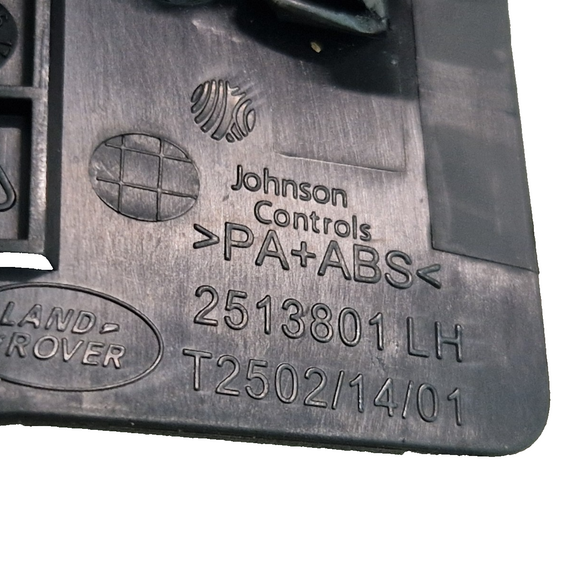 Johnson
Controls
>PA+ABS<
2513801 LH
T2502/14/01
LAND-
ROVER